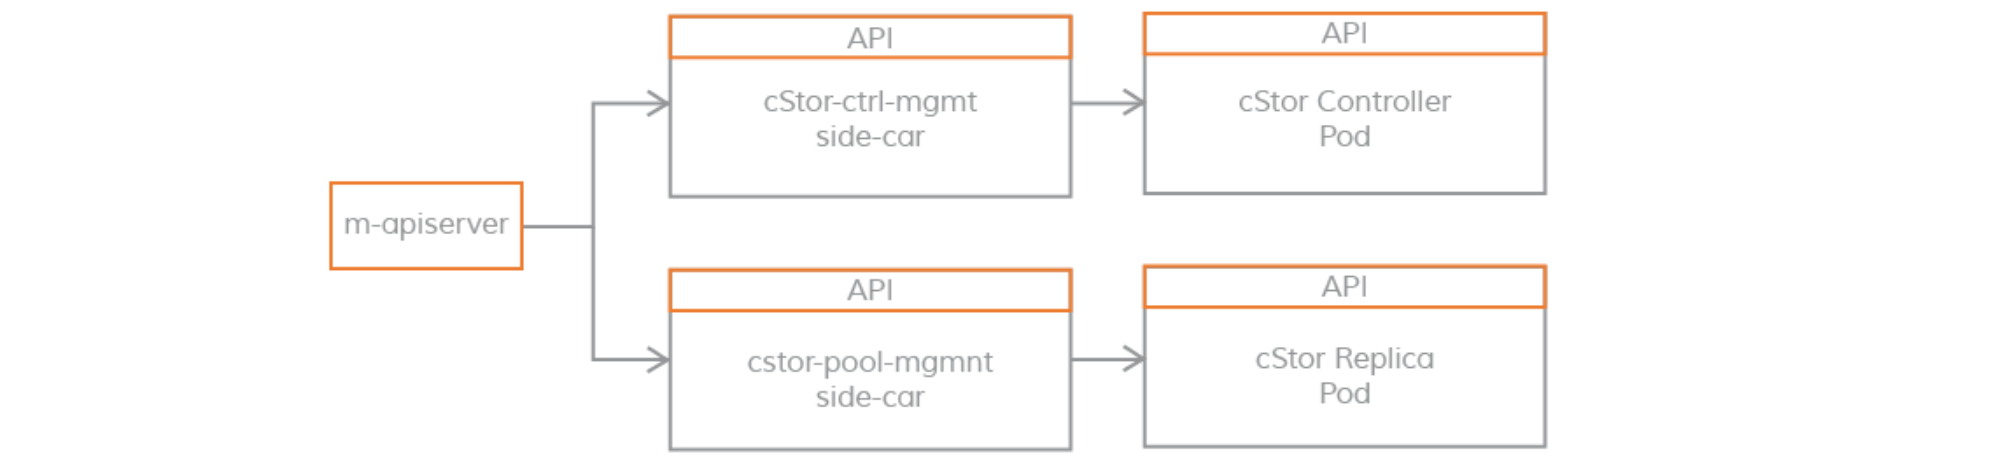 API
cStor-ctrl-mgmt
side-car
API
cStor Controller
Pod
m-apiserver
API
cstor-pool-mgmnt
side-car
API
cStor Replica
Pod